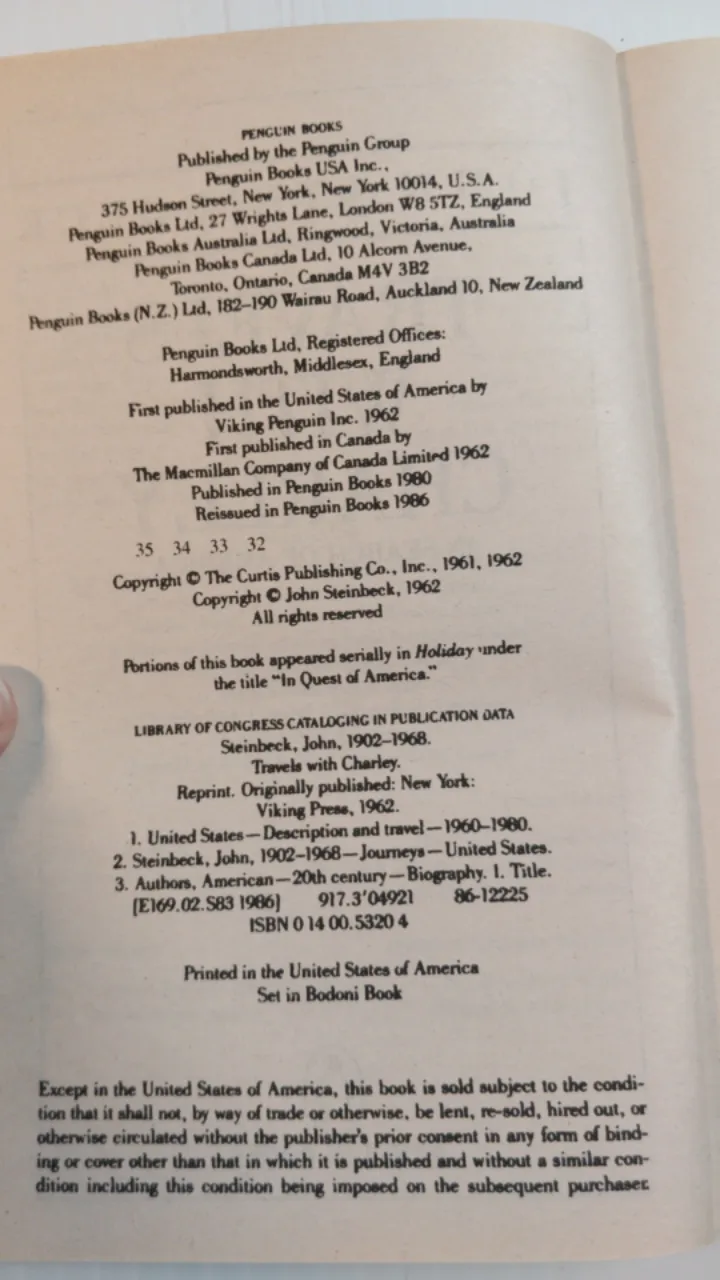 PENGUIN BOOKS
Published by the Penguin Group
Penguin Books USA Inc.,
375 Hudson Street, New York, New York 10014, U.S.A.
Penguin Books Ltd, 27 Wrights Lane, London W8 5TZ, England
Penguin Books Australia Ltd, Ringwood, Victoria, Australia
Penguin Books Canada Ltd, 10 Alcorn Avenue,
Toronto, Ontario, Canada M4V 3B2
Penguin Books (N.Z.) Ltd, 182–190 Wairau Road, Auckland 10, New Zealand
Penguin Books Ltd, Registered Offices:
Harmondsworth, Middlesex, England
First published in the United States of America by
Viking Penguin Inc. 1962
First published in Canada by
The Macmillan Company of Canada Limited 1962
Published in Penguin Books 1980
Reissued in Penguin Books 1986
35 34 33 32
Copyright © The Curtis Publishing Co., Inc., 1961, 1962
Copyright © John Steinbeck, 1962
All rights reserved
Portions of this book appeared serially in Holiday under
the title "In Quest of America."
LIBRARY OF CONGRESS CATALOGING IN PUBLICATION DATA
Steinbeck, John, 1902–1968.
Travels with Charley.
Reprint. Originally published: New York:
Viking Press, 1962.
1. United States—Description and travel—1960–1980.
2. Steinbeck, John, 1902–1968—Journeys—United States.
3. Authors, American—20th century—Biography. I. Title.
[E169.02.S83 1986] 917.3'04921 86-12225
ISBN 0 14 00.5320 4
Printed in the United States of America
Set in Bodoni Book
Except in the United States of America, this book is sold subject to the condi-
tion that it shall not, by way of trade or otherwise, be lent, re-sold, hired out, or
otherwise circulated without the publisher's prior consent in any form of bind-
ing or cover other than that in which it is published and without a similar con-
dition including this condition being imposed on the subsequent purchaser.